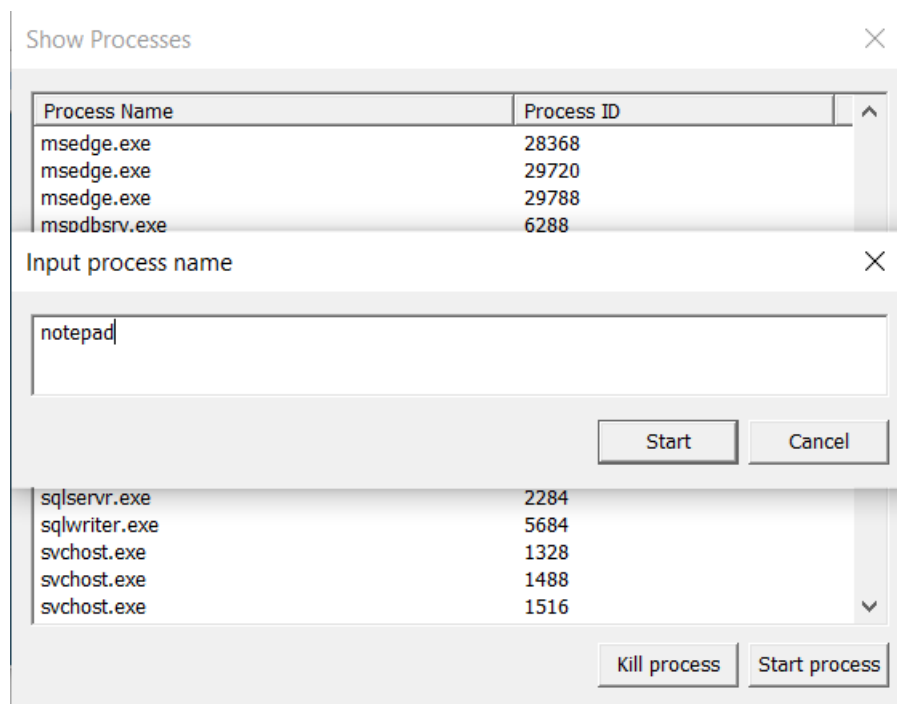 Show Processes
Process Name Process ID
msedge.exe 28368
msedge.exe 29720
msedge.exe 29788
mspdbsrv.exe 6288
Input process name
notepad
Start Cancel
sqlservr.exe 2284
sqlwriter.exe 5684
svchost.exe 1328
svchost.exe 1488
svchost.exe 1516
Kill process Start process